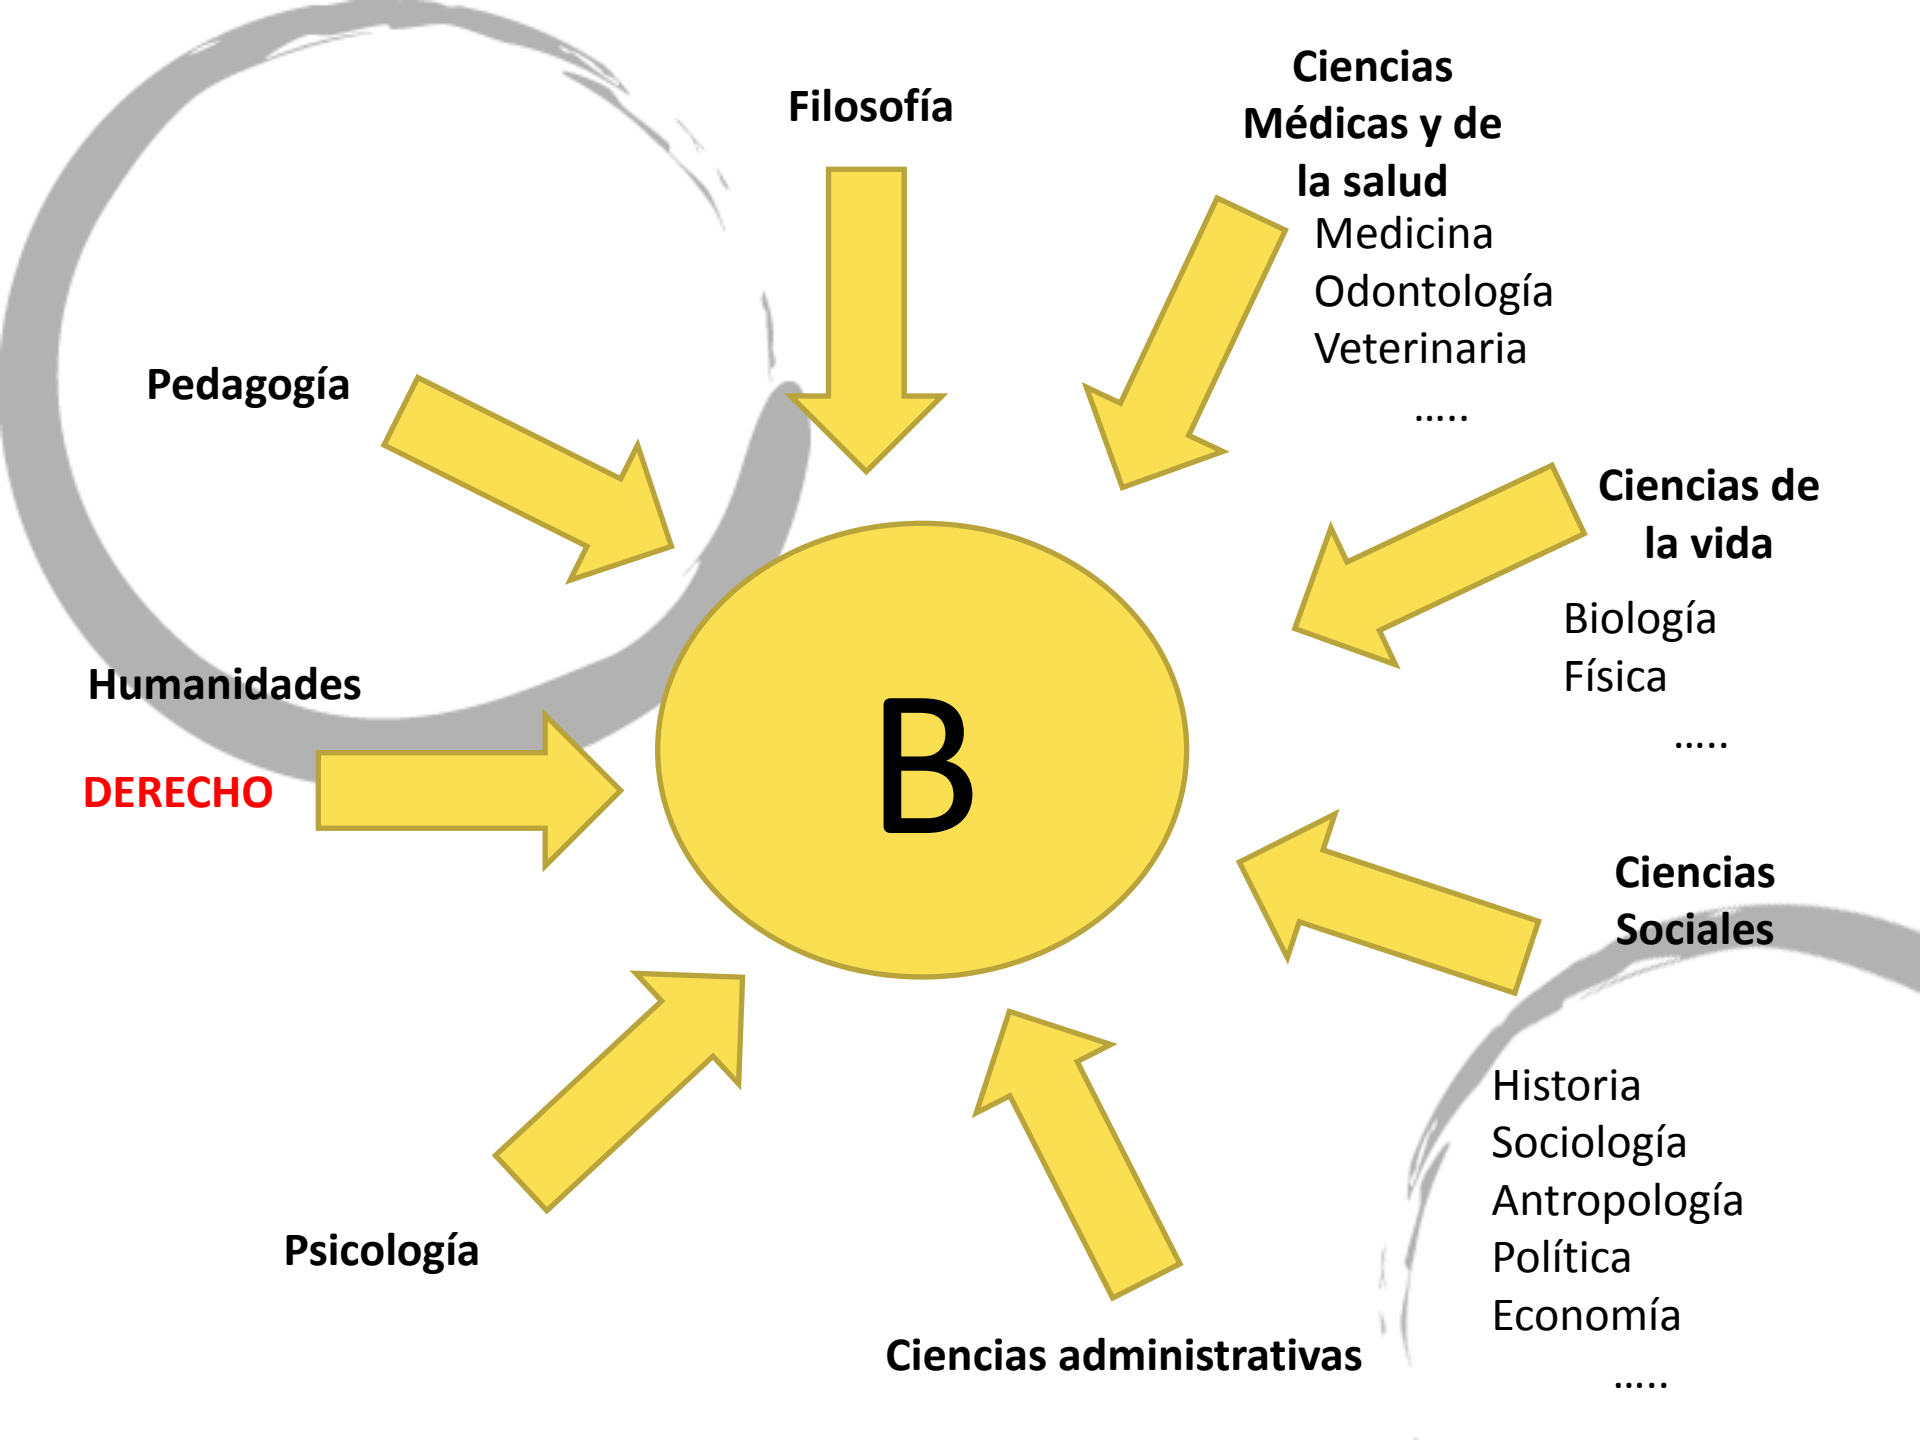 Filosofía
Ciencias
Médicas y de
la salud
Medicina
Odontología
Veterinaria
.....
Pedagogía
Ciencias de
la vida
Biología
Física
.....
Humanidades
DERECHO
B
Ciencias
Sociales
Historia
Sociología
Antropología
Política
Economía
.....
Psicología
Ciencias administrativas